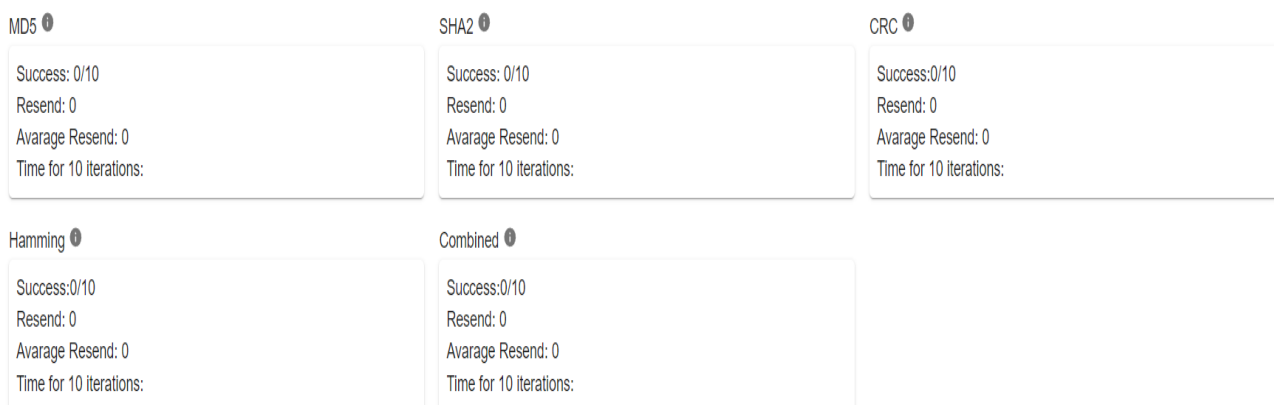 MD5
Success: 0/10
Resend: 0
Avarage Resend: 0
Time for 10 iterations:
SHA2
Success: 0/10
Resend: 0
Avarage Resend: 0
Time for 10 iterations:
CRC
Success:0/10
Resend: 0
Avarage Resend: 0
Time for 10 iterations:
Hamming
Success:0/10
Resend: 0
Avarage Resend: 0
Time for 10 iterations:
Combined
Success:0/10
Resend: 0
Avarage Resend: 0
Time for 10 iterations: